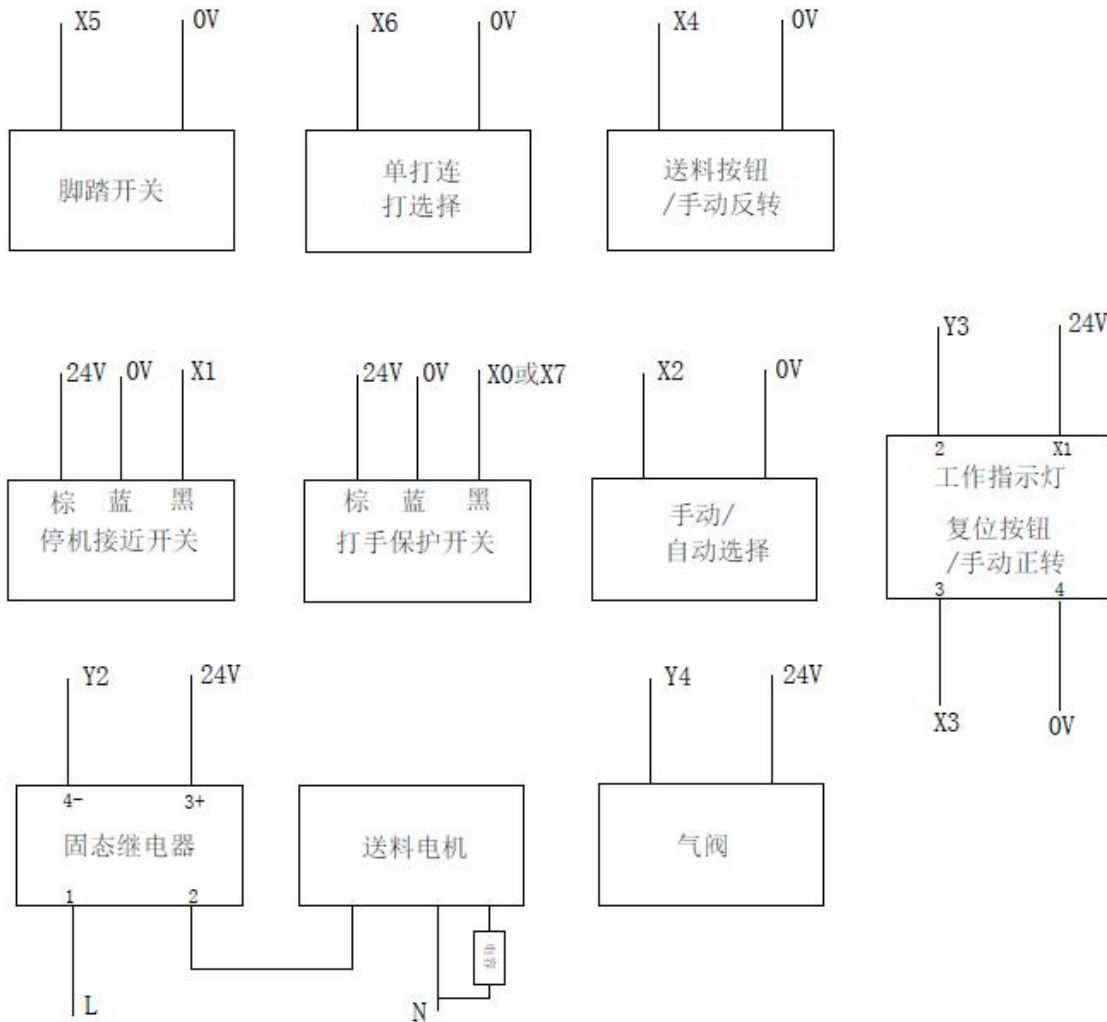 X5
0V
X6
0V
X4
0V
脚踏开关
单打连
打选择
送料按钮
/手动反转
24V
0V
X1
24V
0V
X0或X7
X2
0V
Y3
24V
棕 蓝 黑
停机接近开关
棕 蓝 黑
打手保护开关
手动/
自动选择
2
X1
工作指示灯
复位按钮
/手动正转
3
4
X3
0V
Y2
24V
Y4
24V
4-
3+
固态继电器
1
2
送料电机
气阀
电容
L
N